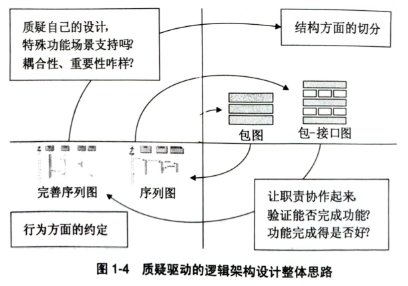 质疑自己的设计,
特殊功能场景支持吗?
耦合性、重要性咋样?
结构方面的切分
包图
包-接口图
完善序列图
序列图
行为方面的约定
让职责协作起来,
验证能否完成功能?
功能完成得是否好?
图 1-4 质疑驱动的逻辑架构设计整体思路